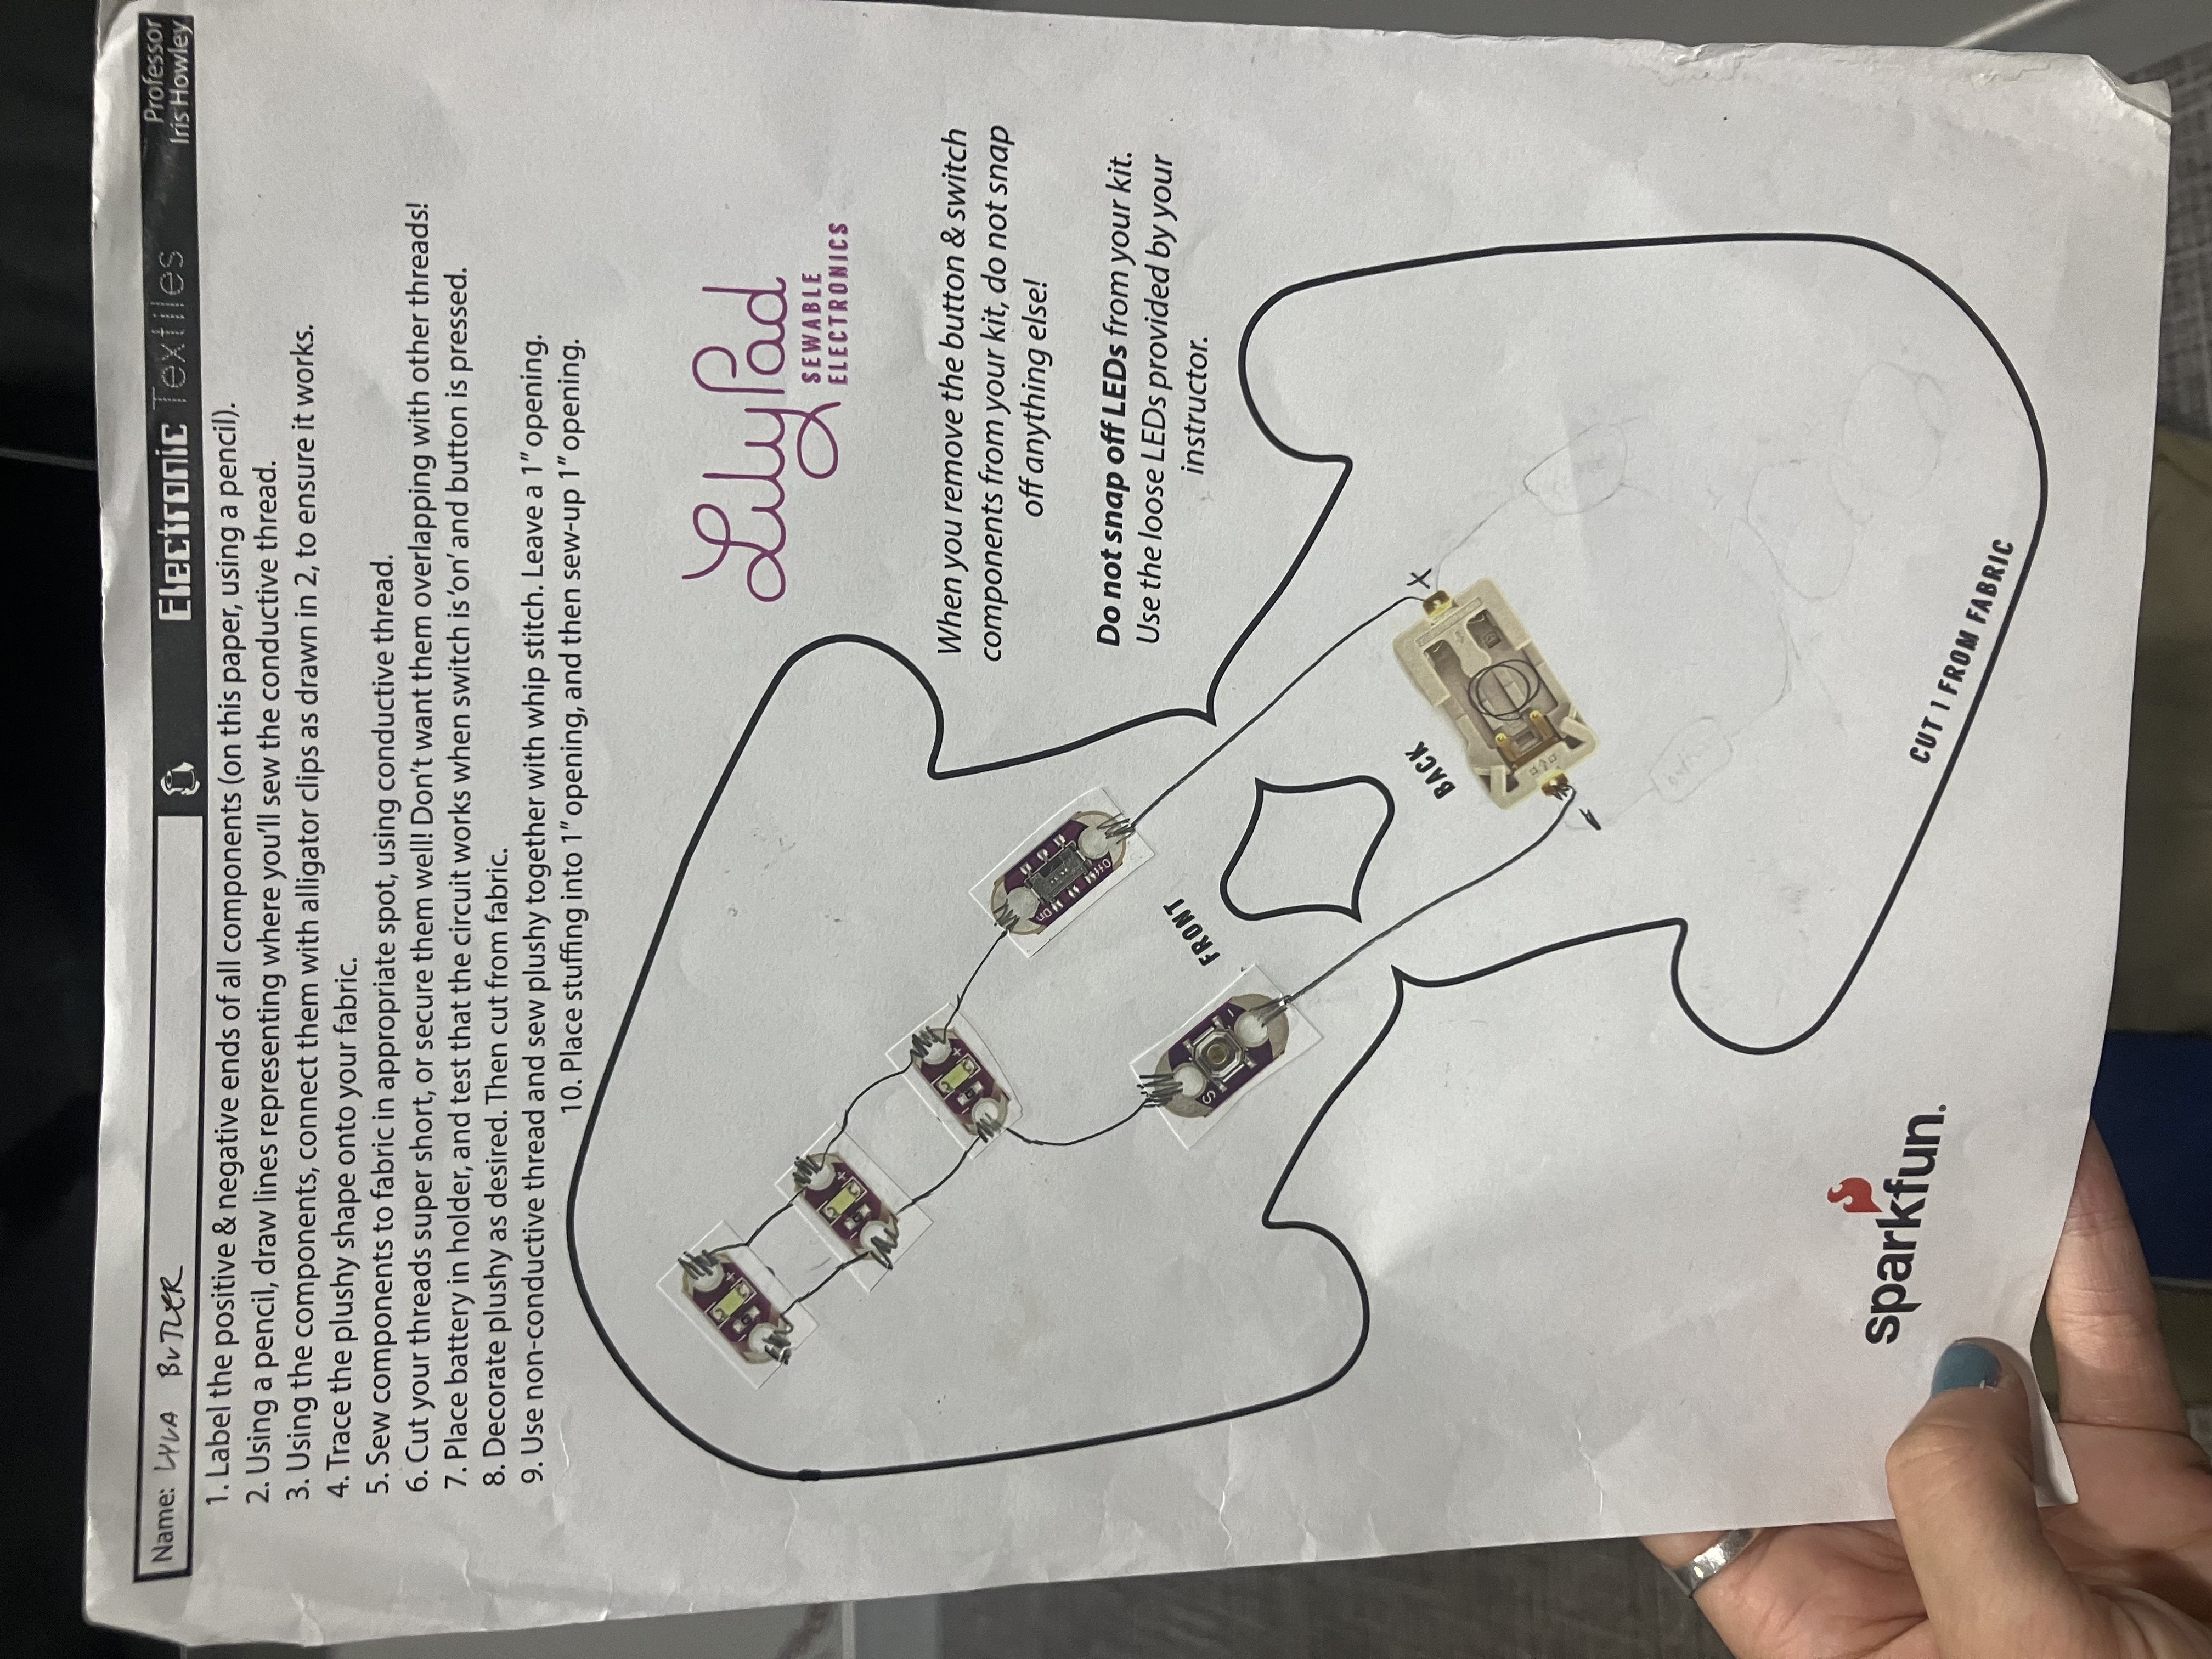 Name: LYLA BUTLER
Electronic Textiles
Professor
Iris Howley
1. Label the positive & negative ends of all components (on this paper, using a pencil).
2. Using a pencil, draw lines representing where you'll sew the conductive thread.
3. Using the components, connect them with alligator clips as drawn in 2, to ensure it works.
4. Trace the plushy shape onto your fabric.
5. Sew components to fabric in appropriate spot, using conductive thread.
6. Cut your threads super short, or secure them well! Don't want them overlapping with other threads!
7. Place battery in holder, and test that the circuit works when switch is 'on' and button is pressed.
8. Decorate plushy as desired. Then cut from fabric.
9. Use non-conductive thread and sew plushy together with whip stitch. Leave a 1" opening.
10. Place stuffing into 1" opening, and then sew-up 1" opening.
LilyPad
SEWABLE
ELECTRONICS
When you remove the button & switch
components from your kit, do not snap
off anything else!
Do not snap off LEDs from your kit.
Use the loose LEDs provided by your
instructor.
+
-
+
-
+
-
On
Off
S
-
FRONT
BACK
+
-
CUT 1 FROM FABRIC
sparkfun.